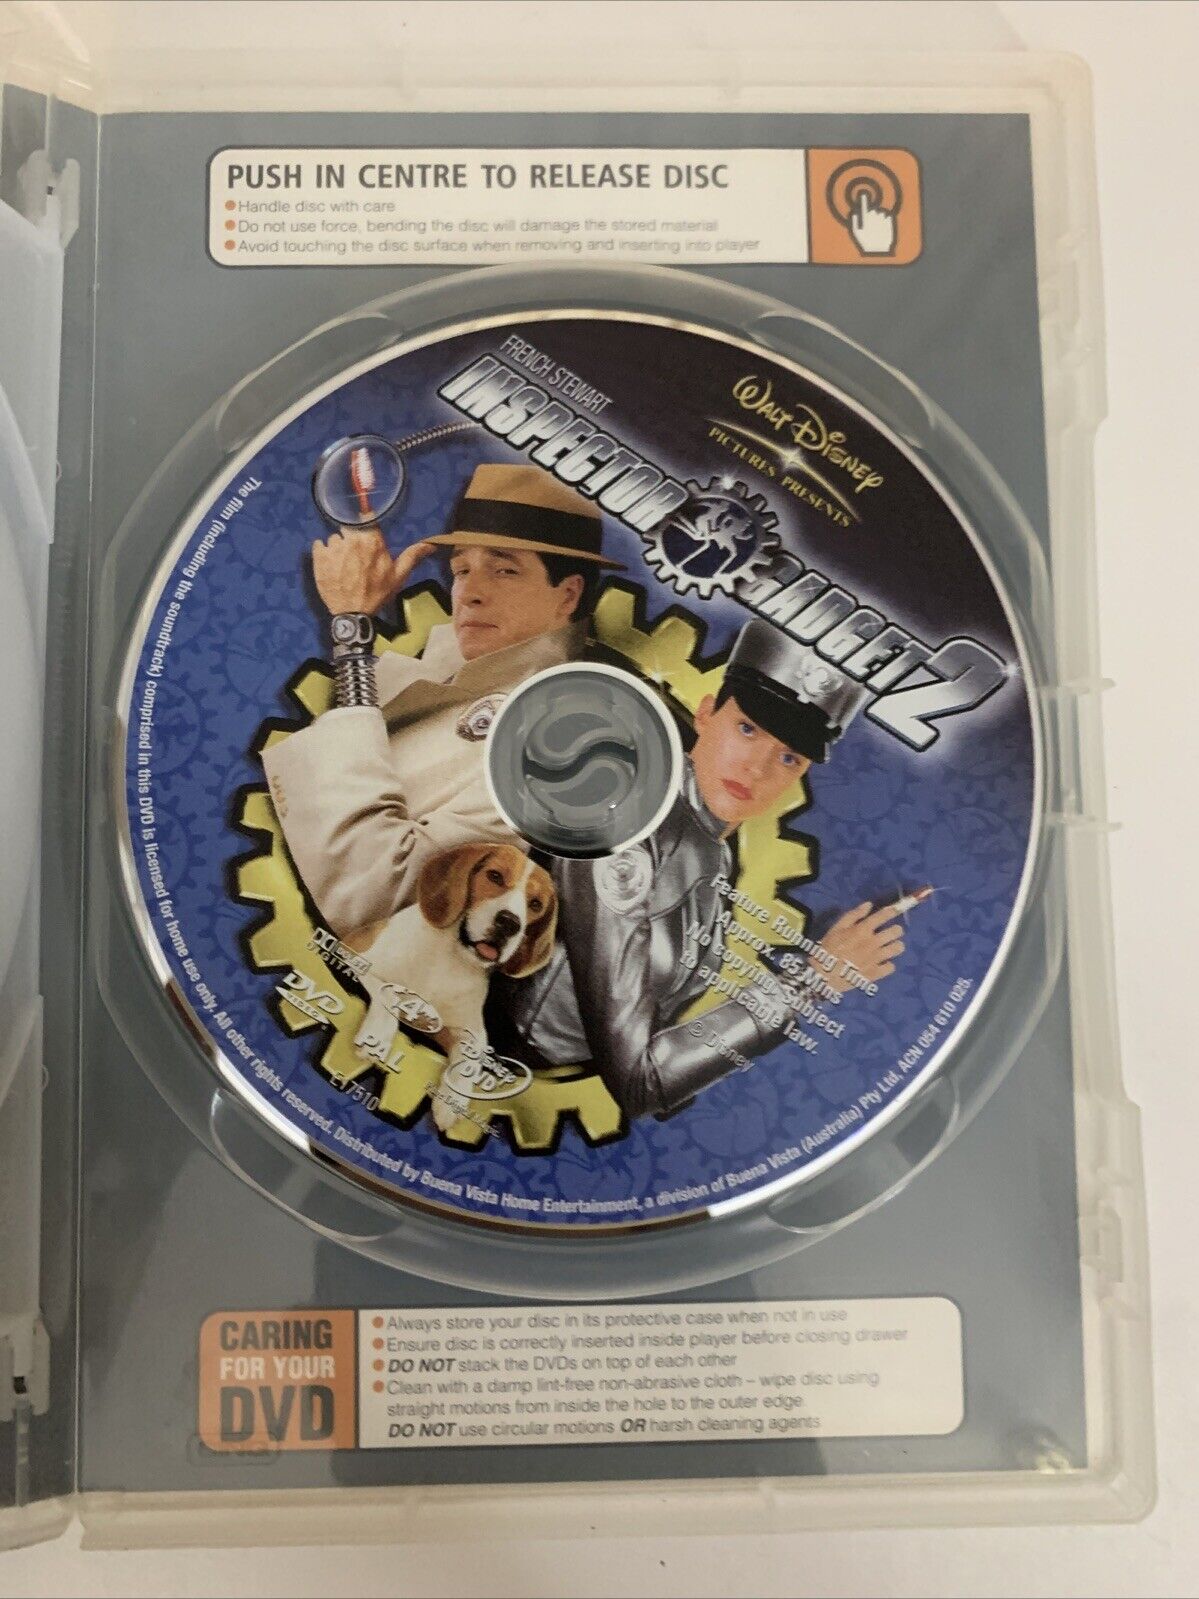 PUSH IN CENTRE TO RELEASE DISC
Handle disc with care
Do not use force, bending the disc will damage the stored material
Avoid touching the disc surface when removing and inserting into player
FRENCH STEWART
INSPECTOR
GADGET 2
WALT DISNEY
PICTURES PRESENTS
Feature Running Time
Approx. 85 Mins
No copying. Subject
to applicable law.
© Disney
DOLBY
DIGITAL
DVD
VIDEO
4
PAL
DISNEY
DVD
E17510
The film (including the soundtrack) comprised in this DVD is licensed for home use only. All other rights reserved. Distributed by Buena Vista Home Entertainment, a division of Buena Vista (Australia) Pty Ltd, ACN 054 610 025.
CARING
FOR YOUR
DVD
Always store your disc in its protective case when not in use
Ensure disc is correctly inserted inside player before closing drawer
DO NOT stack the DVDs on top of each other
Clean with a damp lint-free non-abrasive cloth – wipe disc using
straight motions from inside the hole to the outer edge.
DO NOT use circular motions OR harsh cleaning agents